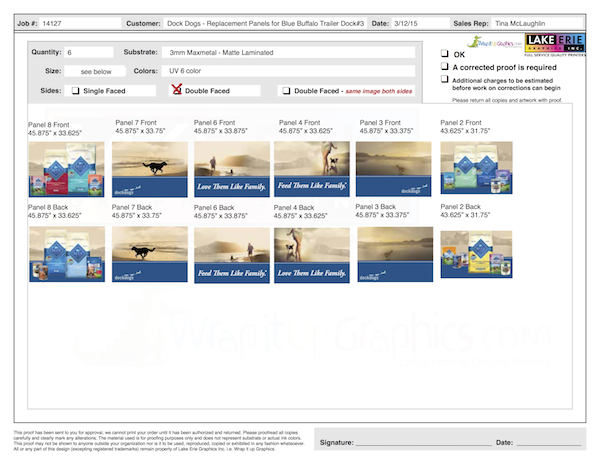 Job #: 14127 Customer: Dock Dogs - Replacement Panels for Blue Buffalo Trailer Dock#3 Date: 3/12/15 Sales Rep: Tina McLaughlin
Quantity: 6 Substrate: 3mm Maxmetal - Matte Laminated
Size: see below Colors: UV 6 color
Sides: Single Faced Double Faced Double Faced - same image both sides
WrapitupGraphics.com
LAKE ERIE
GRAPHICS INC.
FULL SERVICE QUALITY PRINTERS
OK
A corrected proof is required
Additional charges to be estimated
before work on corrections can begin
Please return all copies and artwork with proof.
Panel 8 Front
45.875" x 33.625"
Panel 7 Front
45.875" x 33.75"
Panel 6 Front
45.875" x 33.875"
Panel 4 Front
45.875" x 33.625"
Panel 3 Front
45.875" x 33.375"
Panel 2 Front
43.625" x 31.75"
dockdogs
Love Them Like Family.
Feed Them Like Family.
Panel 8 Back
45.875" x 33.625"
Panel 7 Back
45.875" x 33.75"
Panel 6 Back
45.875" x 33.875"
Panel 4 Back
45.875" x 33.625"
Panel 3 Back
45.875" x 33.375"
Panel 2 Back
43.625" x 31.75"
dockdogs
Feed Them Like Family.
Love Them Like Family.
dockdogs
This proof has been sent to you for approval, we cannot print your order until it has been authorized and returned. Please proofread all copies
carefully and clearly mark any alterations. The material used is for proofing purposes only and does not represent substrate or actual ink colors.
This proof may not be shown to anyone outside your organization nor is it to be used, reproduced, copied or exhibited in any fashion whatsoever.
All or any part of this design (excepting registered trademarks) remain property of Lake Erie Graphics Inc. i.e. Wrap it up Graphics.
Signature: Date: